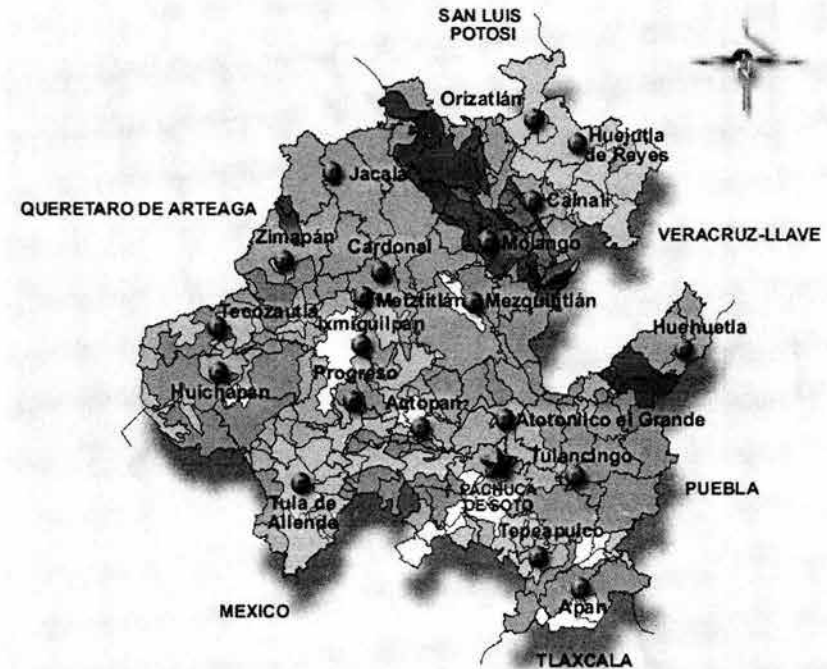 SAN LUIS
POTOSI
N
Orizatlán
Huejutla
de Reyes
Jacala
Calnali
QUERETARO DE ARTEAGA
Zimapán
Cardonal
Molango
VERACRUZ-LLAVE
Tecozautla
Metztitlán
Mezquititlán
Ixmiquilpan
Huehuetla
Huichapan
Progreso
Actopan
Atotonilco el Grande
Tulancingo
PACHUCA
DE SOTO
PUEBLA
Tula de
Allende
Tepeapulco
MEXICO
Apan
TLAXCALA